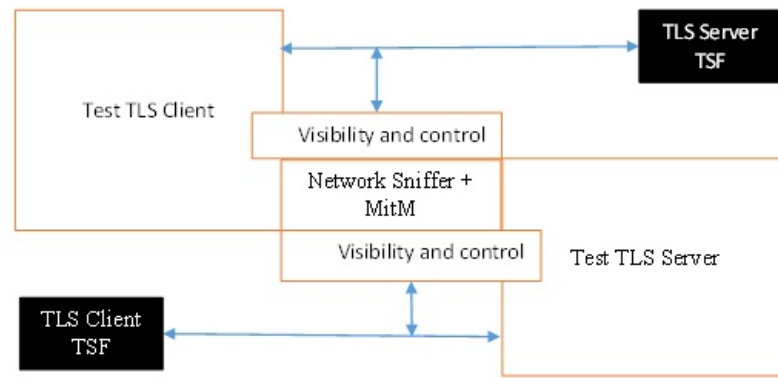 TLS Server
TSF
Test TLS Client
Visibility and control
Network Sniffer +
MitM
Visibility and control
Test TLS Server
TLS Client
TSF